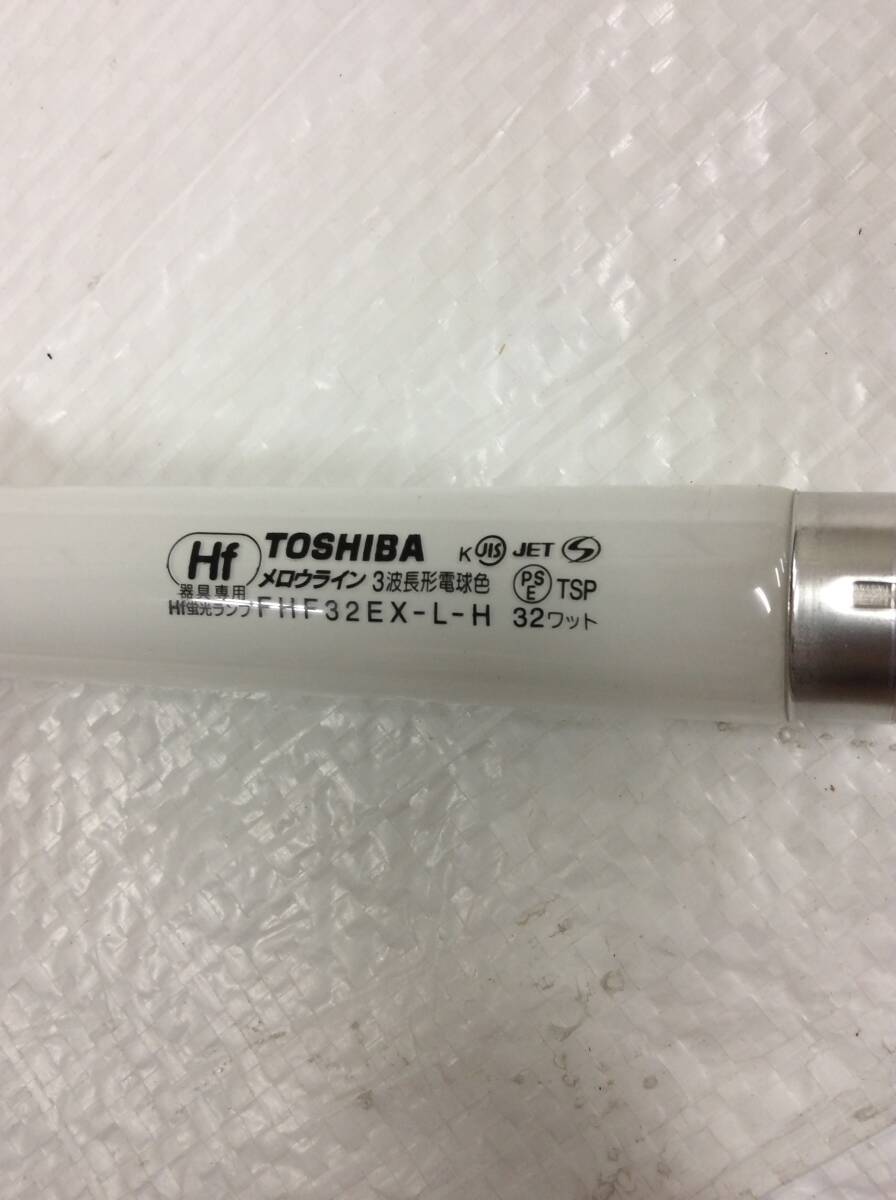 Hf TOSHIBA K JIS JET S
器具専用 メロウライン 3波長形電球色 PSE TSP
Hf蛍光ランプ FHF32EX-L-H 32ワット